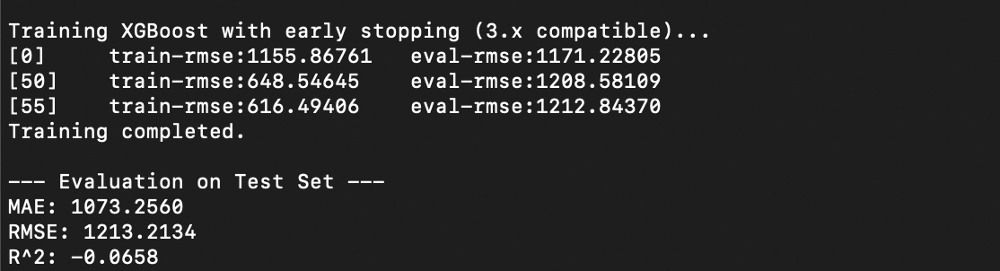 Training XGBoost with early stopping (3.x compatible)...
[0]	train-rmse:1155.86761	eval-rmse:1171.22805
[50]	train-rmse:648.54645	eval-rmse:1208.58109
[55]	train-rmse:616.49406	eval-rmse:1212.84370
Training completed.

--- Evaluation on Test Set ---
MAE: 1073.2560
RMSE: 1213.2134
R^2: -0.0658